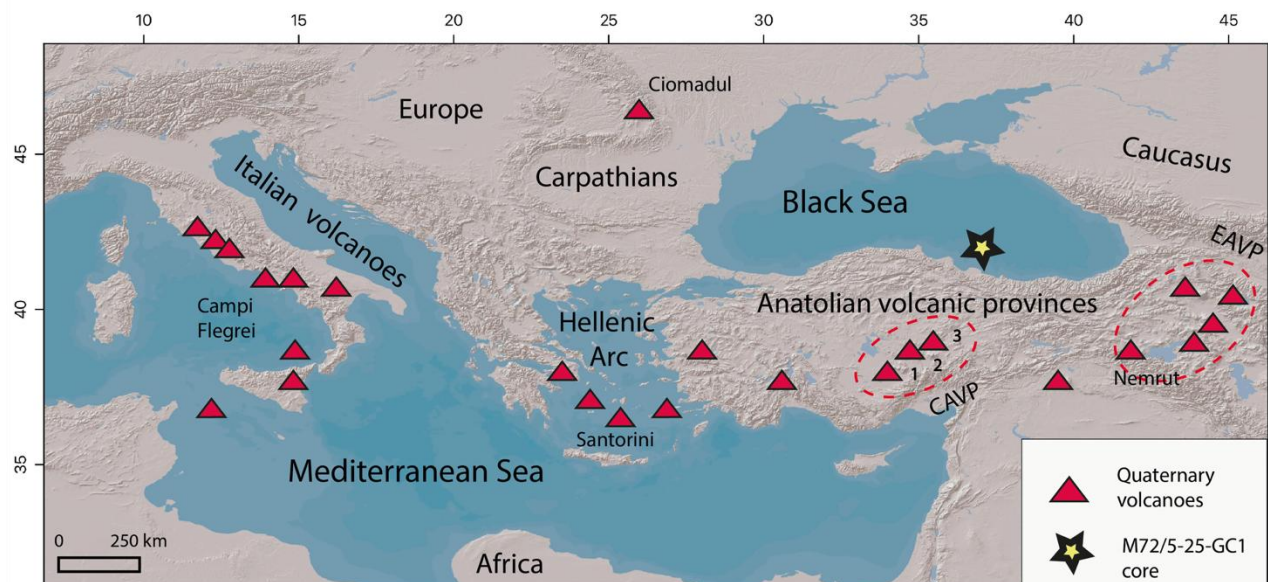 10 15 20 25 30 35 40 45
Ciomadul
Europe
Caucasus
45
Italian volcanoes
Carpathians
Black Sea
EAVP
40
Campi
Flegrei
Hellenic
Arc
Anatolian volcanic provinces
3
1 2
Nemrut
CAVP
Santorini
35
Mediterranean Sea
Quaternary
volcanoes
0 250 km
Africa
M72/5-25-GC1
core